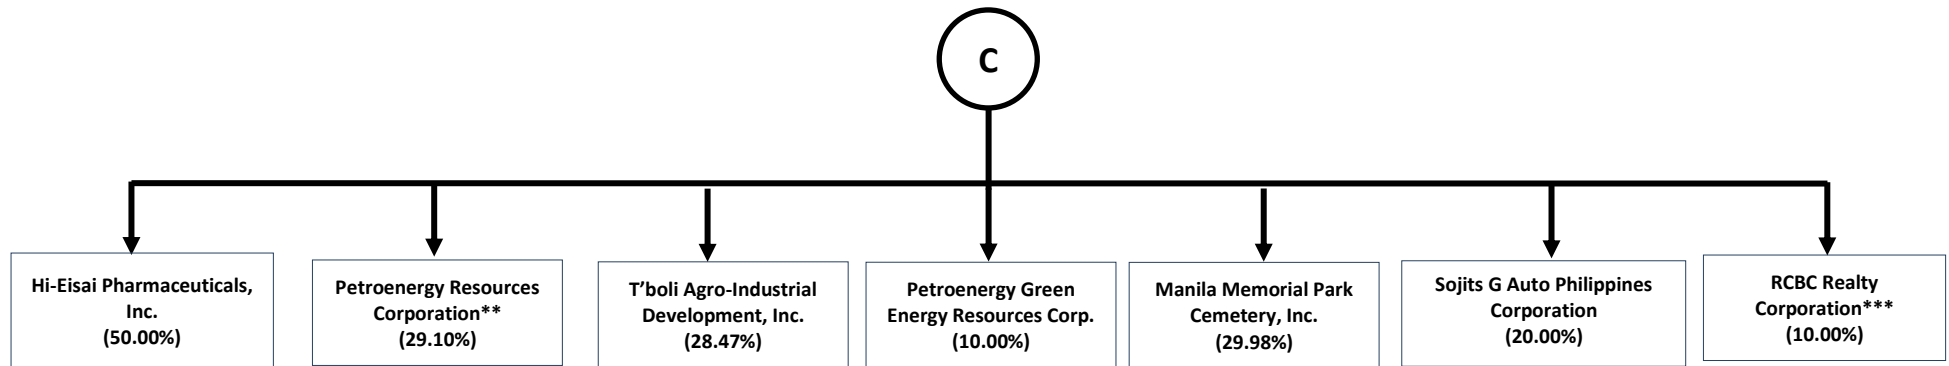 C
Hi-Eisai Pharmaceuticals,
Inc.
(50.00%)
Petroenergy Resources
Corporation**
(29.10%)
T’boli Agro-Industrial
Development, Inc.
(28.47%)
Petroenergy Green
Energy Resources Corp.
(10.00%)
Manila Memorial Park
Cemetery, Inc.
(29.98%)
Sojits G Auto Philippines
Corporation
(20.00%)
RCBC Realty
Corporation***
(10.00%)